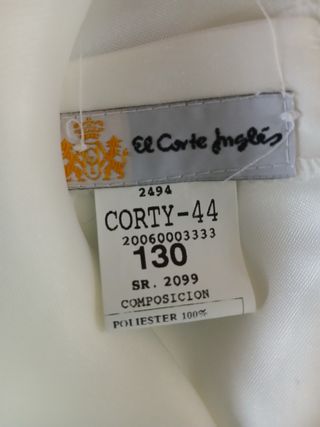 El Corte Inglés
2494
CORTY-44
20060003333
130
SR. 2099
COMPOSICION
POLIESTER 100%